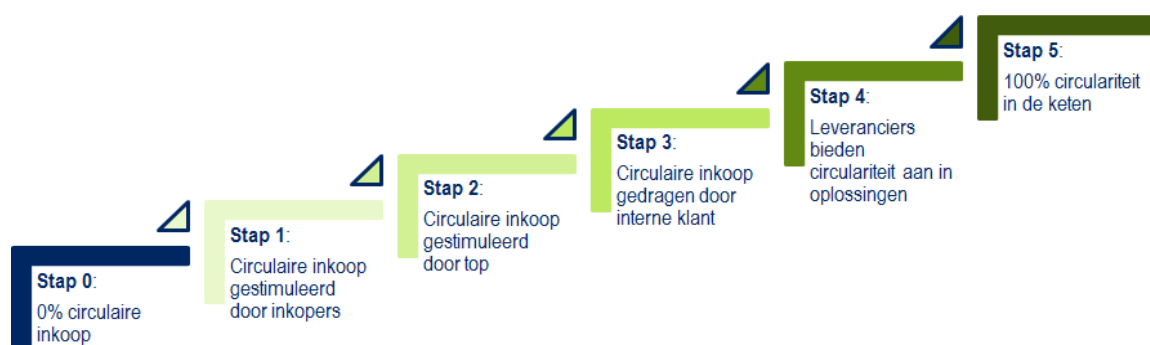 Stap 0:
0% circulaire
inkoop
Stap 1:
Circulaire inkoop
gestimuleerd
door inkopers
Stap 2:
Circulaire inkoop
gestimuleerd
door top
Stap 3:
Circulaire inkoop
gedragen door
interne klant
Stap 4:
Leveranciers
bieden
circulariteit aan in
oplossingen
Stap 5:
100% circulariteit
in de keten